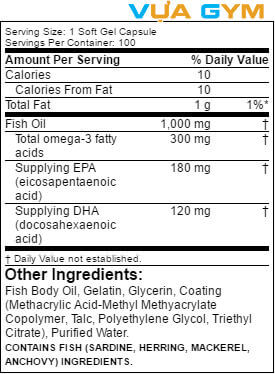 VỰA GYM
Serving Size: 1 Soft Gel Capsule
Servings Per Container: 100
Amount Per Serving % Daily Value
Calories 10
Calories From Fat 10
Total Fat 1 g 1%*
Fish Oil 1,000 mg †
Total omega-3 fatty 300 mg †
acids
Supplying EPA 180 mg †
(eicosapentaenoic
acid)
Supplying DHA 120 mg †
(docosahexaenoic
acid)
† Daily Value not established.
Other Ingredients:
Fish Body Oil, Gelatin, Glycerin, Coating
(Methacrylic Acid-Methyl Methyacrylate
Copolymer, Talc, Polyethylene Glycol, Triethyl
Citrate), Purified Water.
CONTAINS FISH (SARDINE, HERRING, MACKEREL,
ANCHOVY) INGREDIENTS.